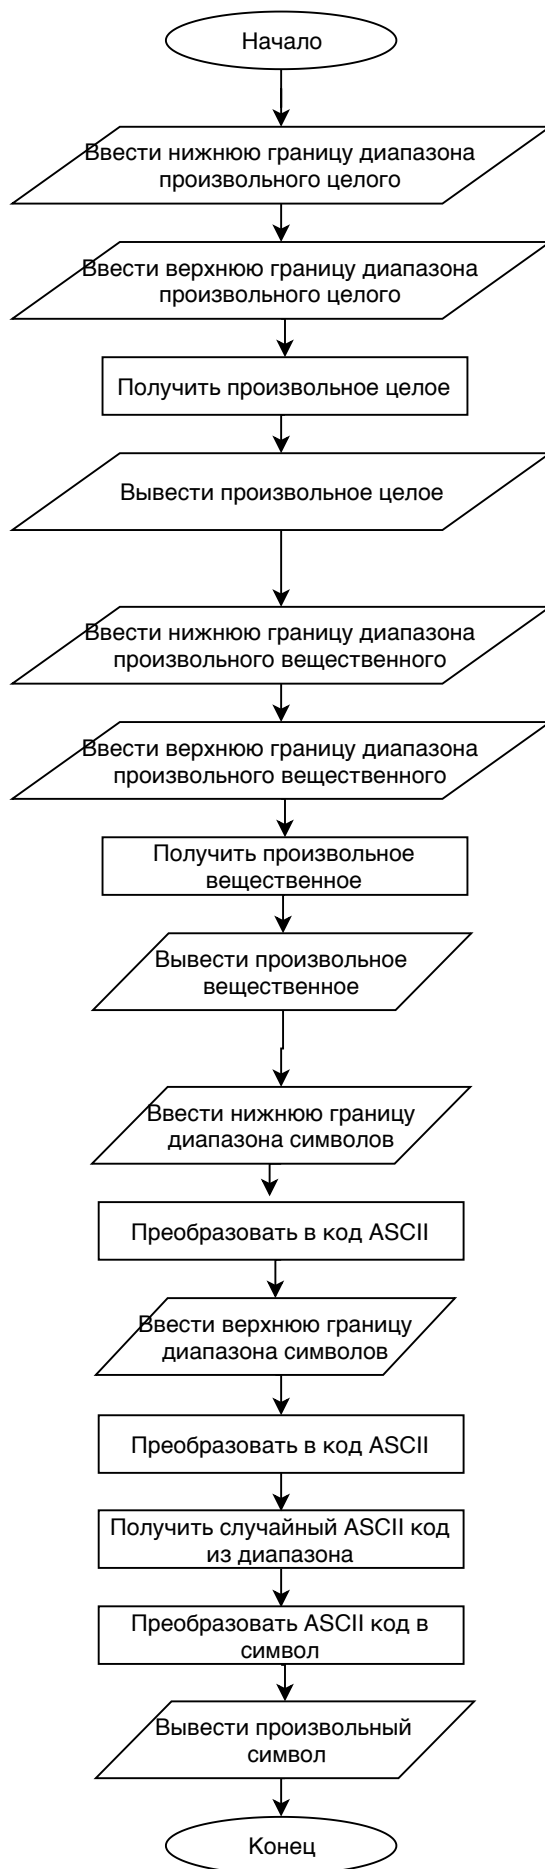 Начало
Ввести нижнюю границу диапазона
произвольного целого
Ввести верхнюю границу диапазона
произвольного целого
Получить произвольное целое
Вывести произвольное целое
Ввести нижнюю границу диапазона
произвольного вещественного
Ввести верхнюю границу диапазона
произвольного вещественного
Получить произвольное
вещественное
Вывести произвольное
вещественное
Ввести нижнюю границу
диапазона символов
Преобразовать в код ASCII
Ввести верхнюю границу
диапазона символов
Преобразовать в код ASCII
Получить случайный ASCII код
из диапазона
Преобразовать ASCII код в
символ
Вывести произвольный
символ
Конец